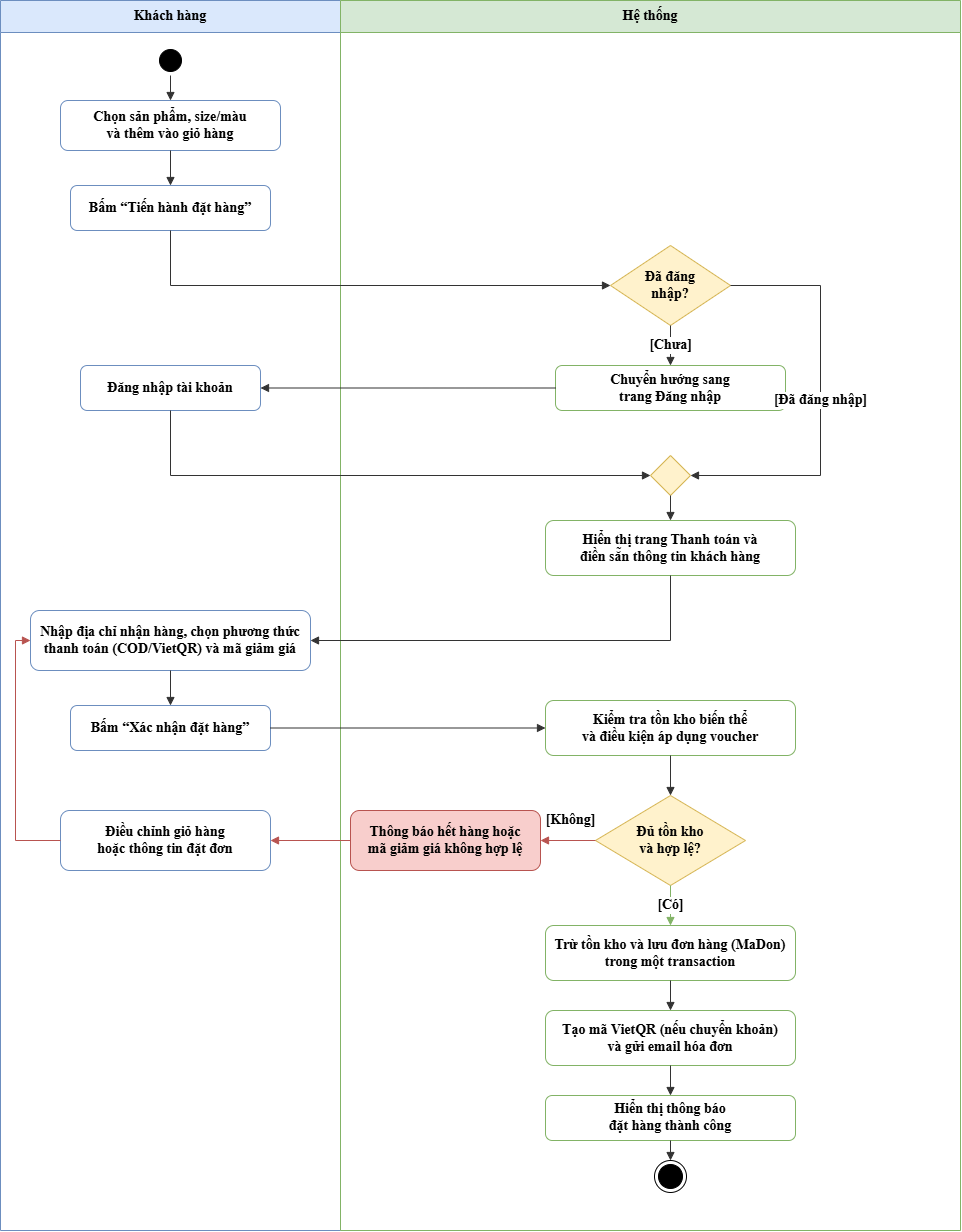 Khách hàng
Hệ thống
Chọn sản phẩm, size/màu
và thêm vào giỏ hàng
Bấm “Tiến hành đặt hàng”
Đã đăng
nhập?
[Chưa]
Đăng nhập tài khoản
Chuyển hướng sang
trang Đăng nhập
[Đã đăng nhập]
Hiển thị trang Thanh toán và
điền sẵn thông tin khách hàng
Nhập địa chỉ nhận hàng, chọn phương thức
thanh toán (COD/VietQR) và mã giảm giá
Bấm “Xác nhận đặt hàng”
Kiểm tra tồn kho biến thể
và điều kiện áp dụng voucher
Điều chỉnh giỏ hàng
hoặc thông tin đặt đơn
Thông báo hết hàng hoặc
mã giảm giá không hợp lệ
[Không]
Đủ tồn kho
và hợp lệ?
[Có]
Trừ tồn kho và lưu đơn hàng (MaDon)
trong một transaction
Tạo mã VietQR (nếu chuyển khoản)
và gửi email hóa đơn
Hiển thị thông báo
đặt hàng thành công